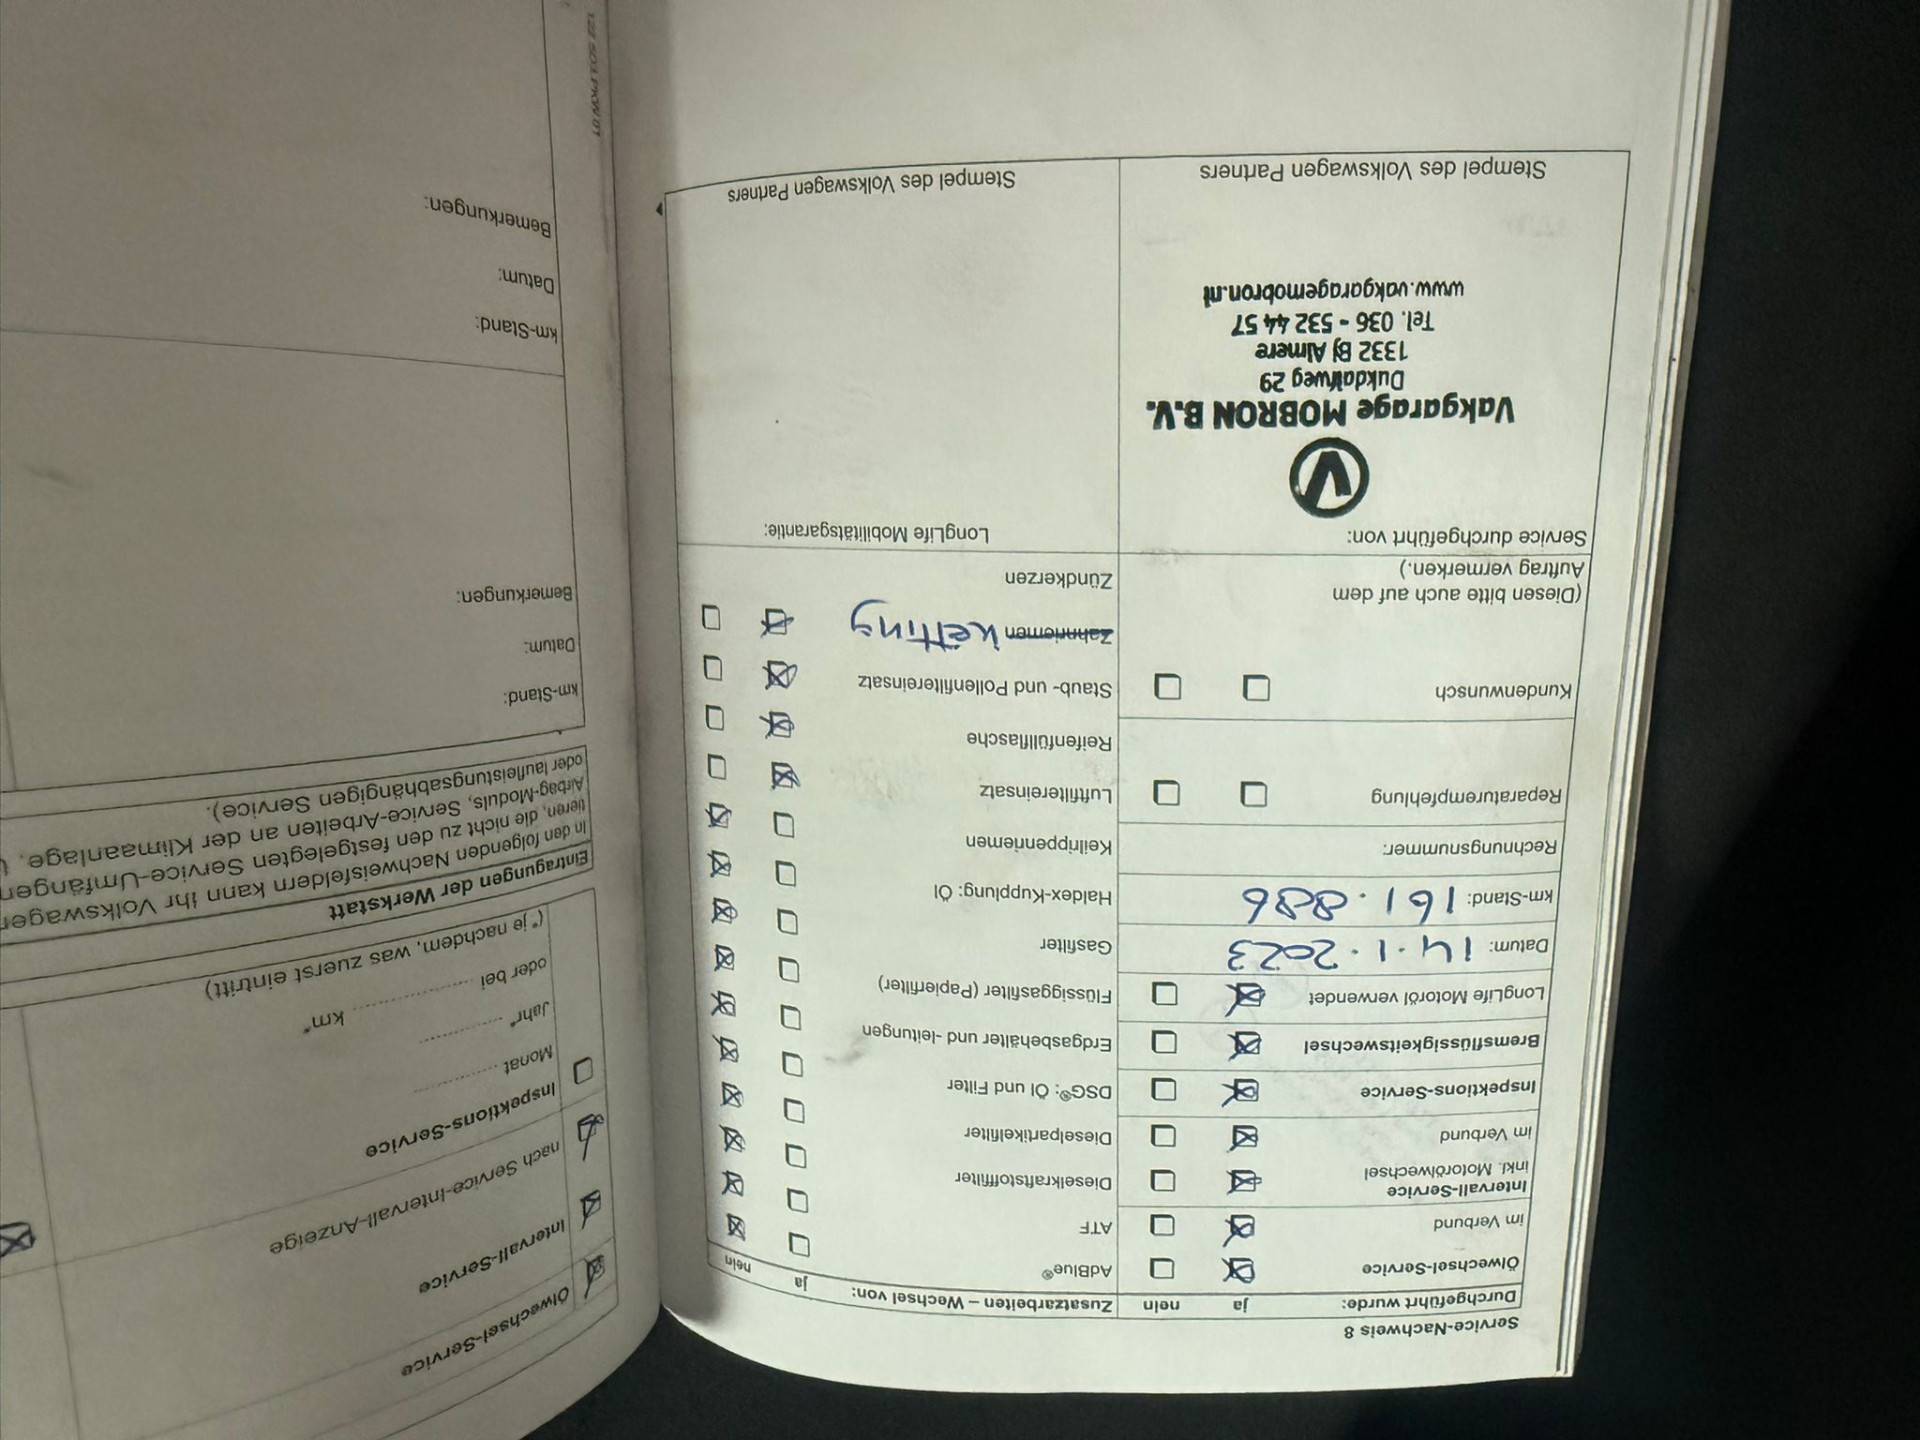 Service-Nachweis 8
Durchgeführt wurde: ja nein
Ölwechsel-Service
im Verbund
Intervall-Service
inkl. Motorölwechsel
im Verbund
Inspektions-Service
Bremsflüssigkeitswechsel
LongLife Motoröl verwendet
Datum: 14.1.2023
km-Stand: 161.886
Rechnungsnummer:
Reparaturempfehlung
Kundenwunsch
(Diesen bitte auch auf dem
Auftrag vermerken.)
Service durchgeführt von:
V
Vakgarage MOBRON B.V.
Dukdalfweg 29
1332 BJ Almere
Tel. 036 - 532 44 57
www.vakgaragemobron.nl
Stempel des Volkswagen Partners
Zusatzarbeiten – Wechsel von: ja nein
AdBlue®
ATF
Dieselkraftstofffilter
Dieselpartikelfilter
DSG®: Öl und Filter
Erdgasbehälter und -leitungen
Flüssiggasfilter (Papierfilter)
Gasfilter
Haldex-Kupplung: Öl
Keilrippenriemen
Luftfiltereinsatz
Reifenfüllflasche
Staub- und Pollenfiltereinsatz
Zahnriemen Ketting
Zündkerzen
LongLife Mobilitätsgarantie:
Stempel des Volkswagen Partners
Ölwechsel-Service
Intervall-Service
nach Service-Intervall-Anzeige
Inspektions-Service
Monat ..............
Jahr* ..............
oder bei .................... km*
(*je nachdem, was zuerst eintritt)
Eintragungen der Werkstatt
In den folgenden Nachweisfeldern kann Ihr Volkswagen
tieren, die nicht zu den festgelegten Service-Umfängen
Airbag-Moduls, Service-Arbeiten an der Klimaanlage,
oder laufleistungsabhängigen Service).
km-Stand:
Datum:
Bemerkungen:
km-Stand:
Datum:
Bemerkungen: